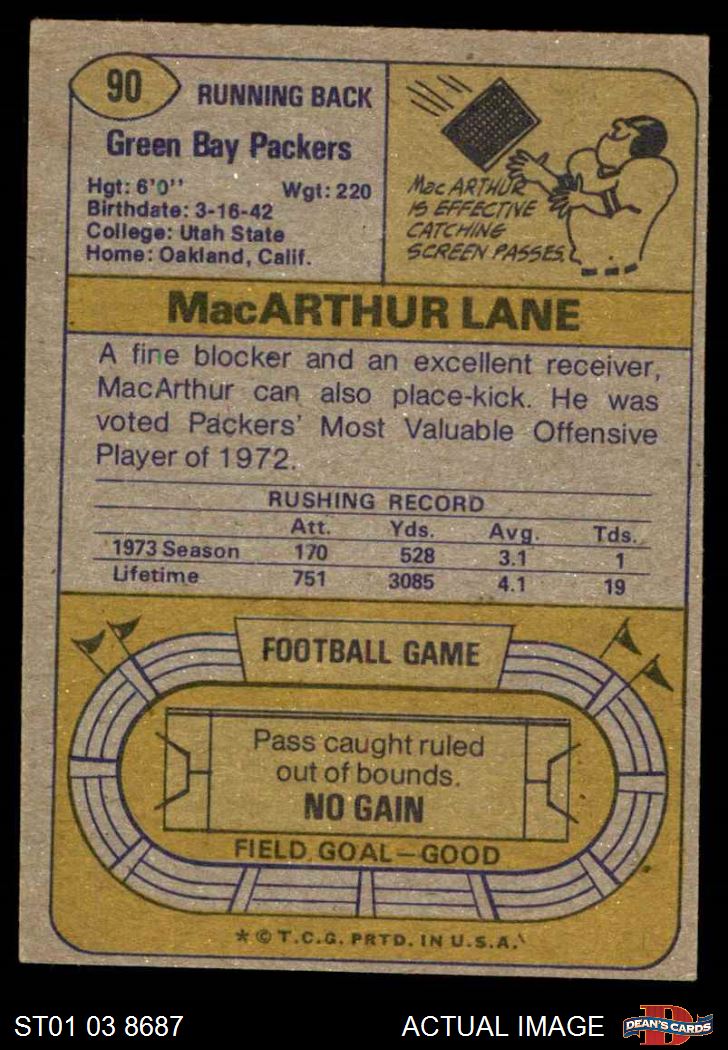 90
RUNNING BACK
Green Bay Packers
Hgt: 6'0'' Wgt: 220
Birthdate: 3-16-42
College: Utah State
Home: Oakland, Calif.
MacARTHUR
IS EFFECTIVE
CATCHING
SCREEN PASSES.
MacARTHUR LANE
A fine blocker and an excellent receiver,
MacArthur can also place-kick. He was
voted Packers' Most Valuable Offensive
Player of 1972.
RUSHING RECORD
Att. Yds. Avg. Tds.
1973 Season 170 528 3.1 1
Lifetime 751 3085 4.1 19
FOOTBALL GAME
Pass caught ruled
out of bounds.
NO GAIN
FIELD GOAL—GOOD
* © T.C.G. PRTD. IN U.S.A.
ST01 03 8687 ACTUAL IMAGE
DEAN'S CARDS